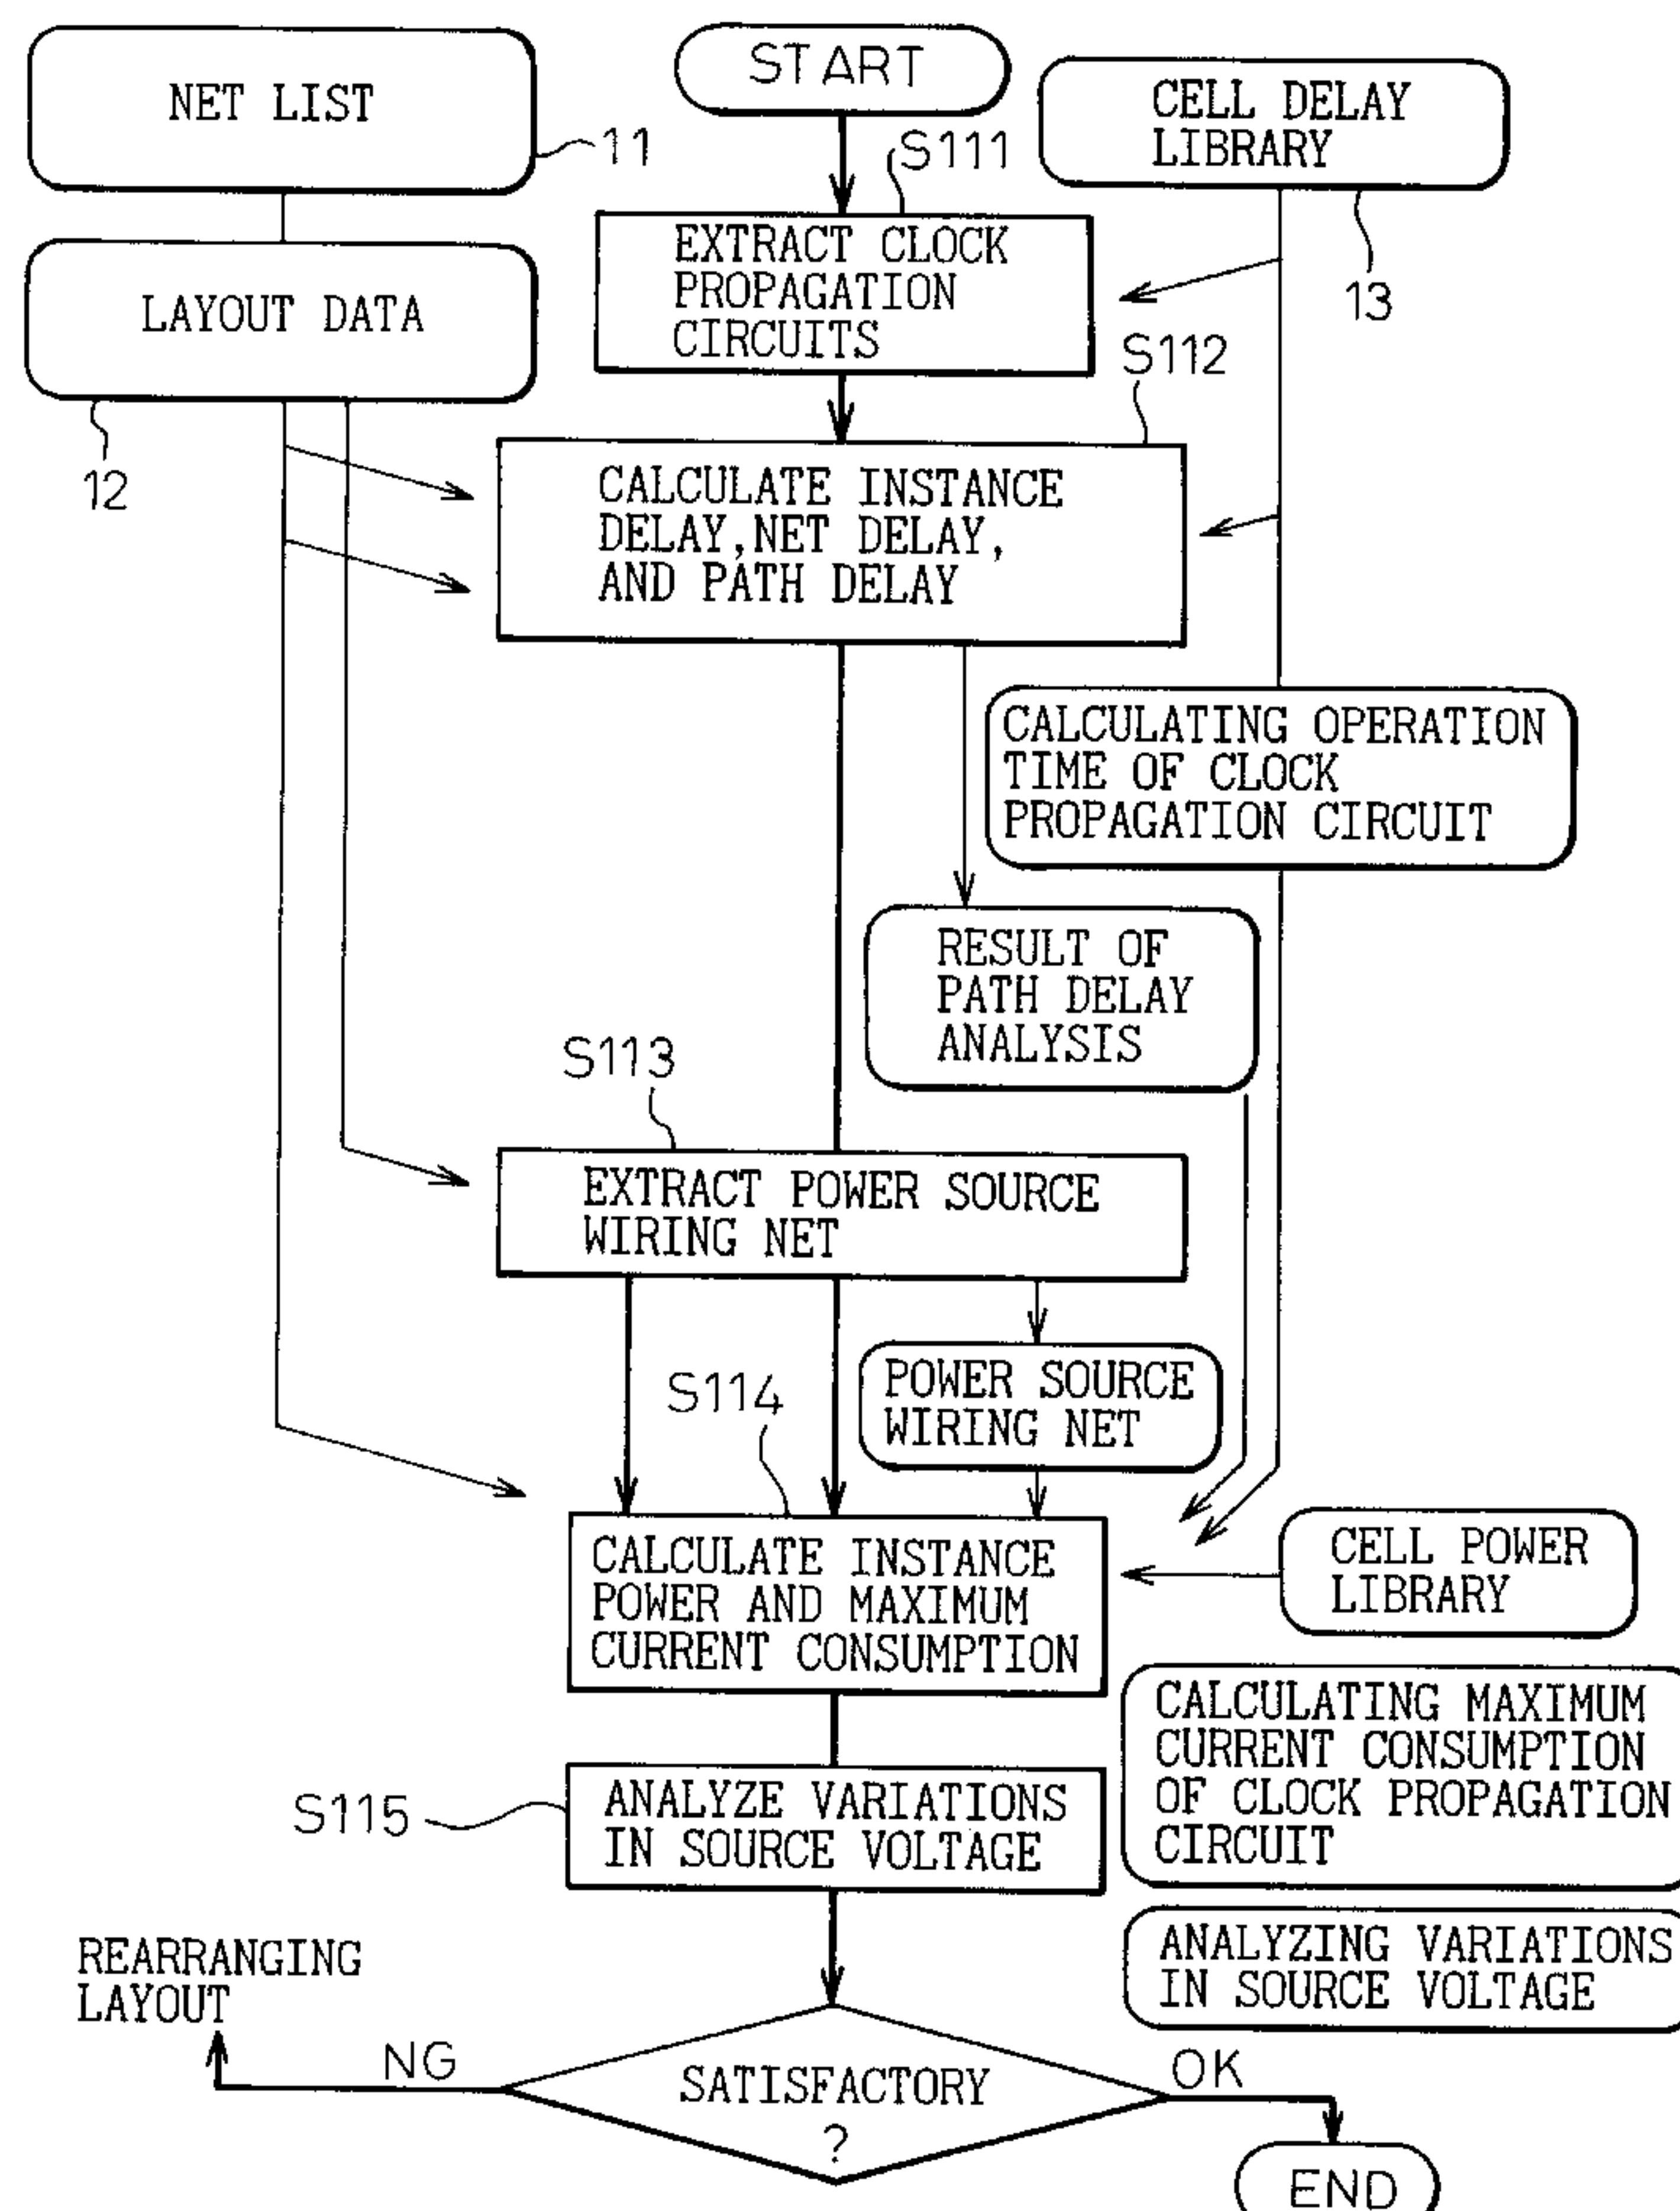 NET LIST
11
START
CELL DELAY
LIBRARY
13
S111
EXTRACT CLOCK
PROPAGATION
CIRCUITS
LAYOUT DATA
12
S112
CALCULATE INSTANCE
DELAY,NET DELAY,
AND PATH DELAY
CALCULATING OPERATION
TIME OF CLOCK
PROPAGATION CIRCUIT
RESULT OF
PATH DELAY
ANALYSIS
S113
EXTRACT POWER SOURCE
WIRING NET
POWER SOURCE
WIRING NET
S114
CALCULATE INSTANCE
POWER AND MAXIMUM
CURRENT CONSUMPTION
CELL POWER
LIBRARY
CALCULATING MAXIMUM
CURRENT CONSUMPTION
OF CLOCK PROPAGATION
CIRCUIT
S115
ANALYZE VARIATIONS
IN SOURCE VOLTAGE
ANALYZING VARIATIONS
IN SOURCE VOLTAGE
REARRANGING
LAYOUT
NG
SATISFACTORY
?
OK
END